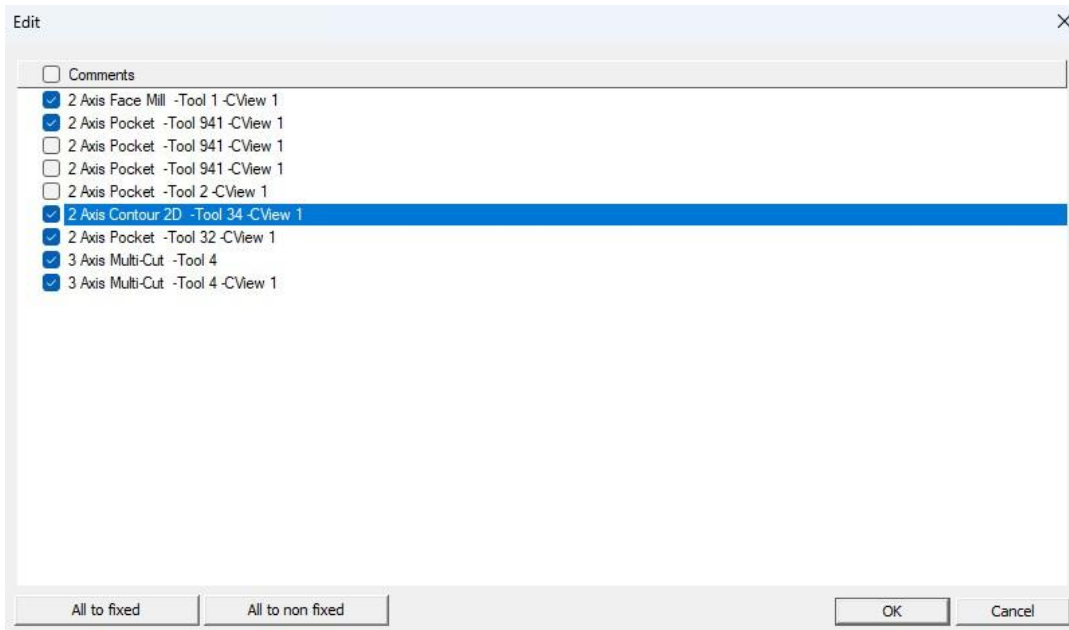 Edit
Comments
2 Axis Face Mill -Tool 1 -CView 1
2 Axis Pocket -Tool 941 -CView 1
2 Axis Pocket -Tool 941 -CView 1
2 Axis Pocket -Tool 941 -CView 1
2 Axis Pocket -Tool 2 -CView 1
2 Axis Contour 2D -Tool 34 -CView 1
2 Axis Pocket -Tool 32 -CView 1
3 Axis Multi-Cut -Tool 4
3 Axis Multi-Cut -Tool 4 -CView 1
All to fixed All to non fixed OK Cancel